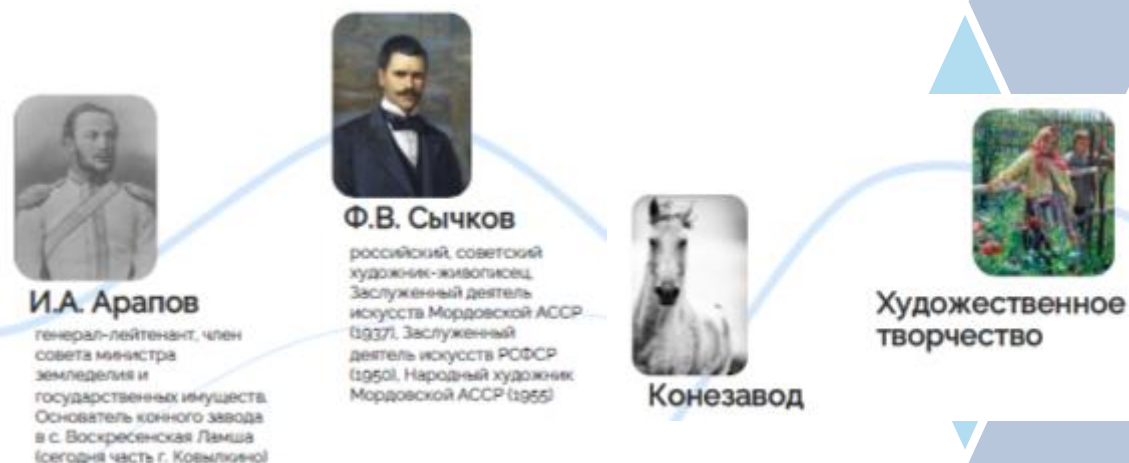 И.А. Арапов
генерал-лейтенант, член
совета министра
земледелия и
государственных имуществ.
Основатель конного завода
в с. Воскресенская Лашма
(сегодня часть г. Ковылкино)
Ф.В. Сычков
российский, советский
художник-живописец,
Заслуженный деятель
искусств Мордовской АССР
(1937), Заслуженный
деятель искусств РСФСР
(1950), Народный художник
Мордовской АССР (1955)
Конезавод
Художественное
творчество